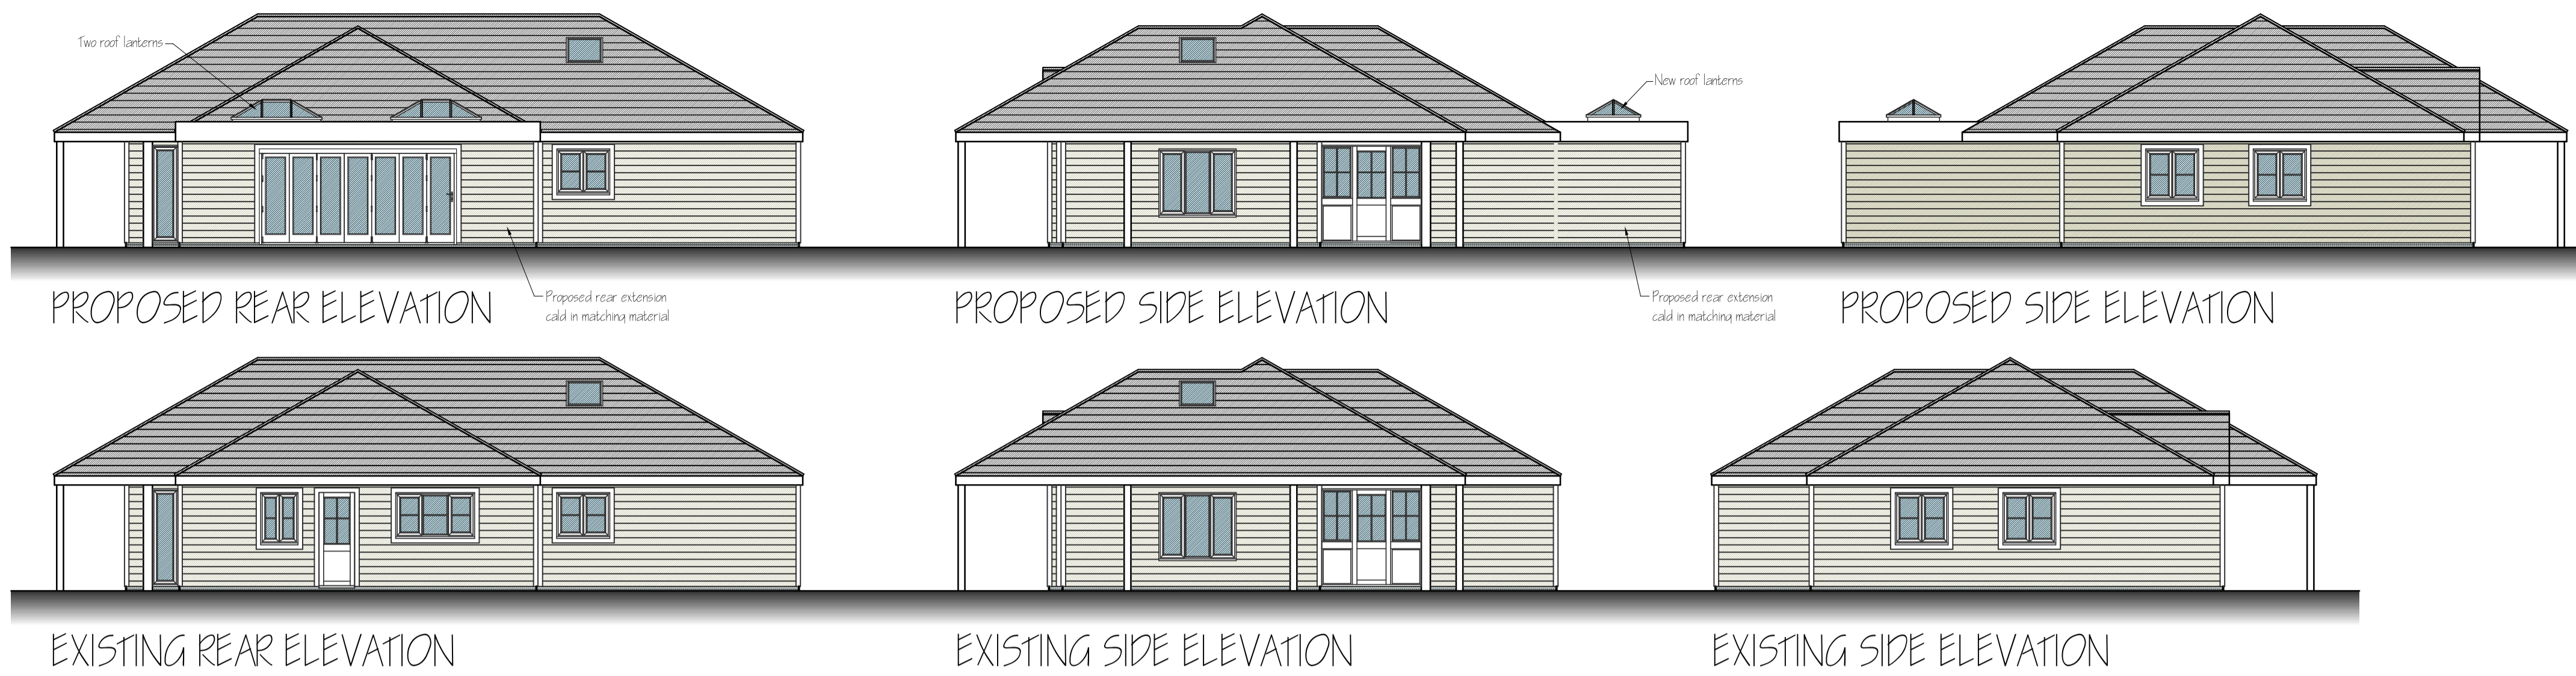 Two roof lanterns
New roof lanterns
PROPOSED REAR ELEVATION
Proposed rear extension
cald in matching material
PROPOSED SIDE ELEVATION
Proposed rear extension
cald in matching material
PROPOSED SIDE ELEVATION
EXISTING REAR ELEVATION
EXISTING SIDE ELEVATION
EXISTING SIDE ELEVATION